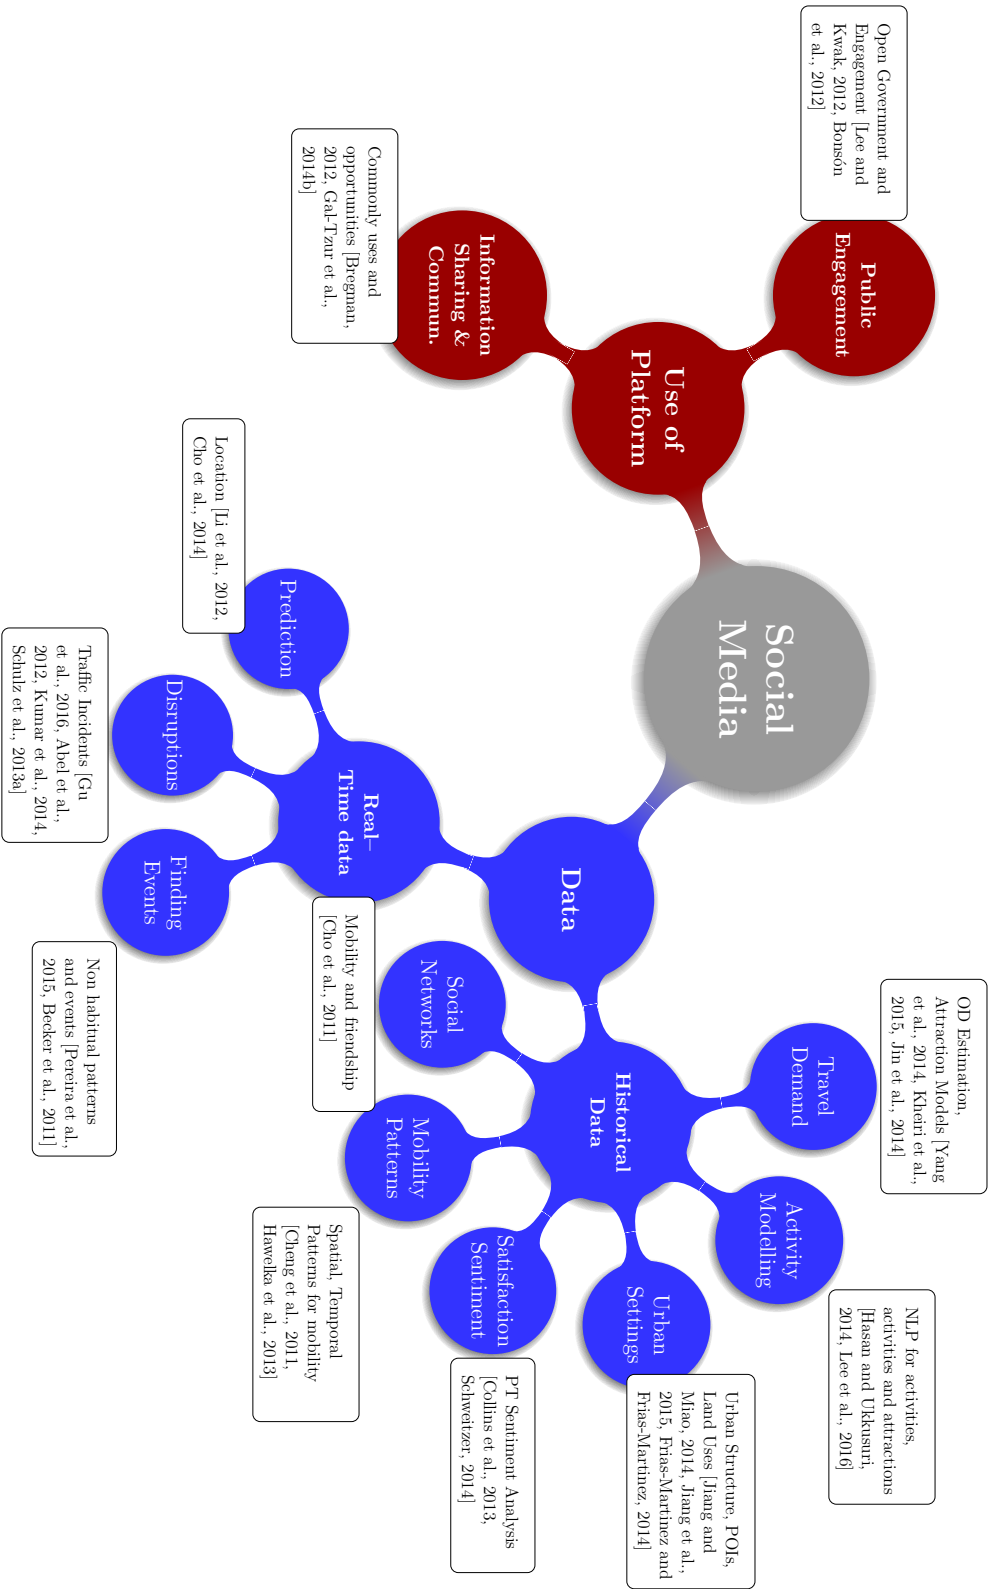 Social
Media
Use of
Platform
Public
Engagement
Open Government and
Engagement [Lee and
Kwak, 2012, Bonsón
et al., 2012]
Information
Sharing &
Commun.
Commonly uses and
opportunities [Bregman,
2012, Gal-Tzur et al.,
2014b]
Data
Real–
Time data
Prediction
Location [Li et al., 2012,
Cho et al., 2014]
Disruptions
Traffic Incidents [Gu
et al., 2016, Abel et al.,
2012, Kumar et al., 2014,
Schulz et al., 2013a]
Finding
Events
Non habitual patterns
and events [Pereira et al.,
2015, Becker et al., 2011]
Historical
Data
Social
Networks
Mobility and friendship
[Cho et al., 2011]
Mobility
Patterns
Spatial, Temporal
Patterns for mobility
[Cheng et al., 2011,
Hawelka et al., 2013]
Satisfaction
Sentiment
PT Sentiment Analysis
[Collins et al., 2013,
Schweitzer, 2014]
Urban
Settings
Urban Structure, POIs,
Land Uses [Jiang and
Miao, 2014, Jiang et al.,
2015, Frias-Martinez and
Frias-Martinez, 2014]
Activity
Modelling
NLP for activities,
activities and attractions
[Hasan and Ukkusuri,
2014, Lee et al., 2016]
Travel
Demand
OD Estimation,
Attraction Models [Yang
et al., 2014, Kheiri et al.,
2015, Jin et al., 2014]